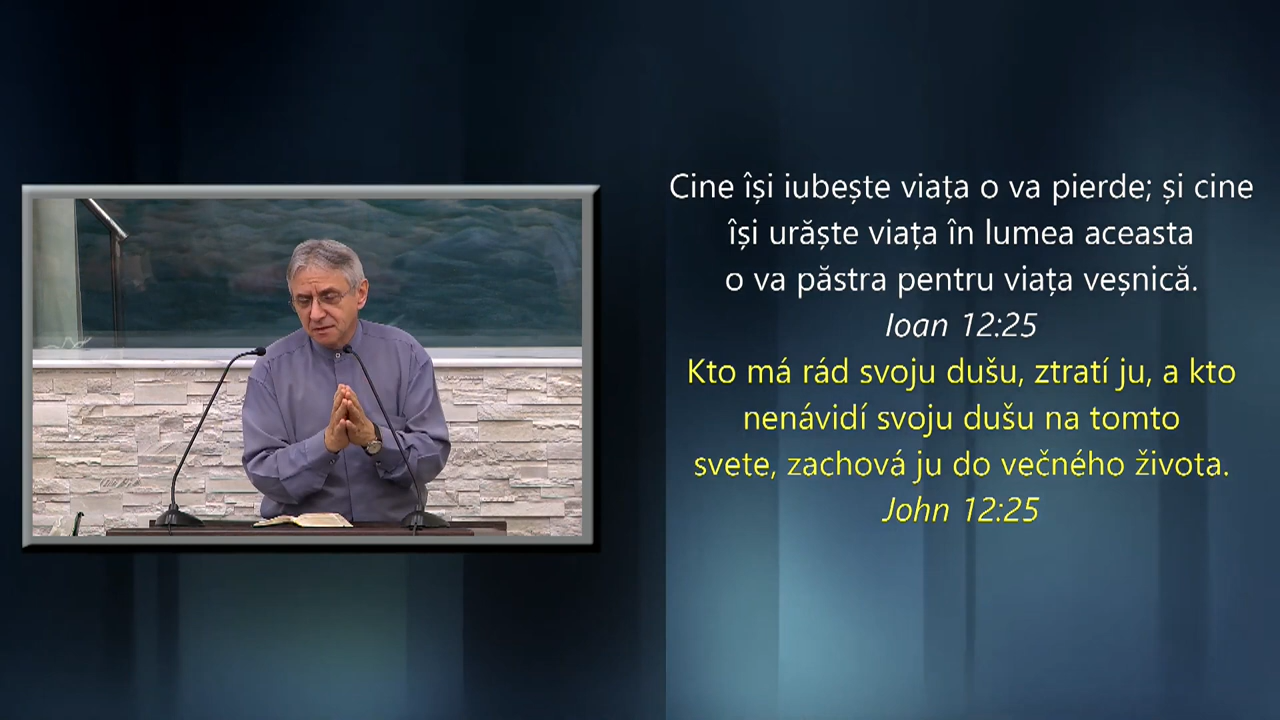 Cine își iubește viața o va pierde; și cine
își urăște viața în lumea aceasta
o va păstra pentru viața veșnică.
Ioan 12:25
Kto má rád svoju dušu, ztratí ju, a kto
nenávidí svoju dušu na tomto
svete, zachová ju do večného života.
John 12:25